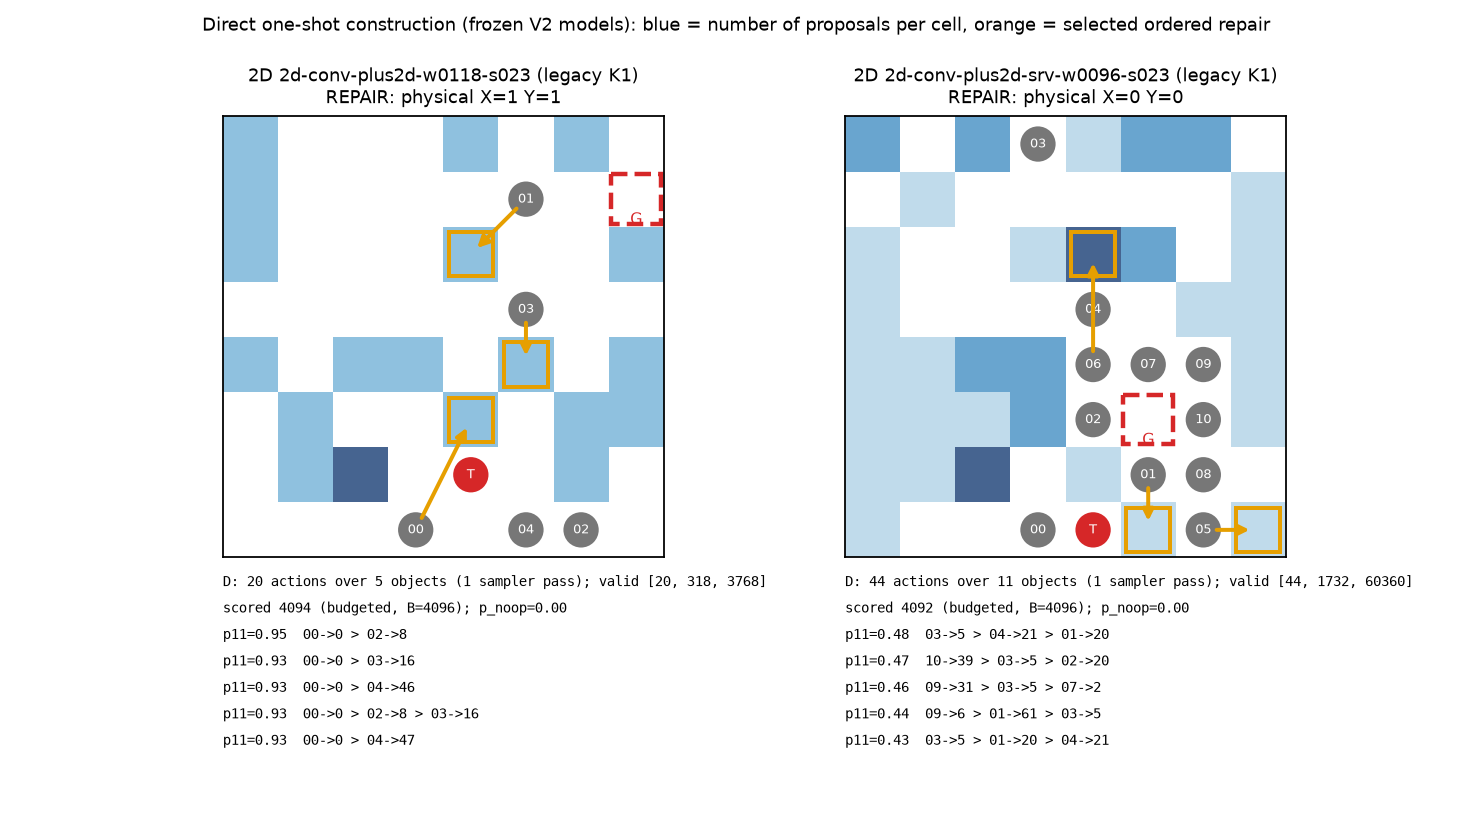 Direct one-shot construction (frozen V2 models): blue = number of proposals per cell, orange = selected ordered repair
2D 2d-conv-plus2d-w0118-s023 (legacy K1)
REPAIR: physical X=1 Y=1
01
G
03
T
00
04
02
D: 20 actions over 5 objects (1 sampler pass); valid [20, 318, 3768]
scored 4094 (budgeted, B=4096); p_noop=0.00
p11=0.95  00->0 > 02->8
p11=0.93  00->0 > 03->16
p11=0.93  00->0 > 04->46
p11=0.93  00->0 > 02->8 > 03->16
p11=0.93  00->0 > 04->47
2D 2d-conv-plus2d-srv-w0096-s023 (legacy K1)
REPAIR: physical X=0 Y=0
03
04
06
07
09
02
G
10
01
08
00
T
05
D: 44 actions over 11 objects (1 sampler pass); valid [44, 1732, 60360]
scored 4092 (budgeted, B=4096); p_noop=0.00
p11=0.48  03->5 > 04->21 > 01->20
p11=0.47  10->39 > 03->5 > 02->20
p11=0.46  09->31 > 03->5 > 07->2
p11=0.44  09->6 > 01->61 > 03->5
p11=0.43  03->5 > 01->20 > 04->21